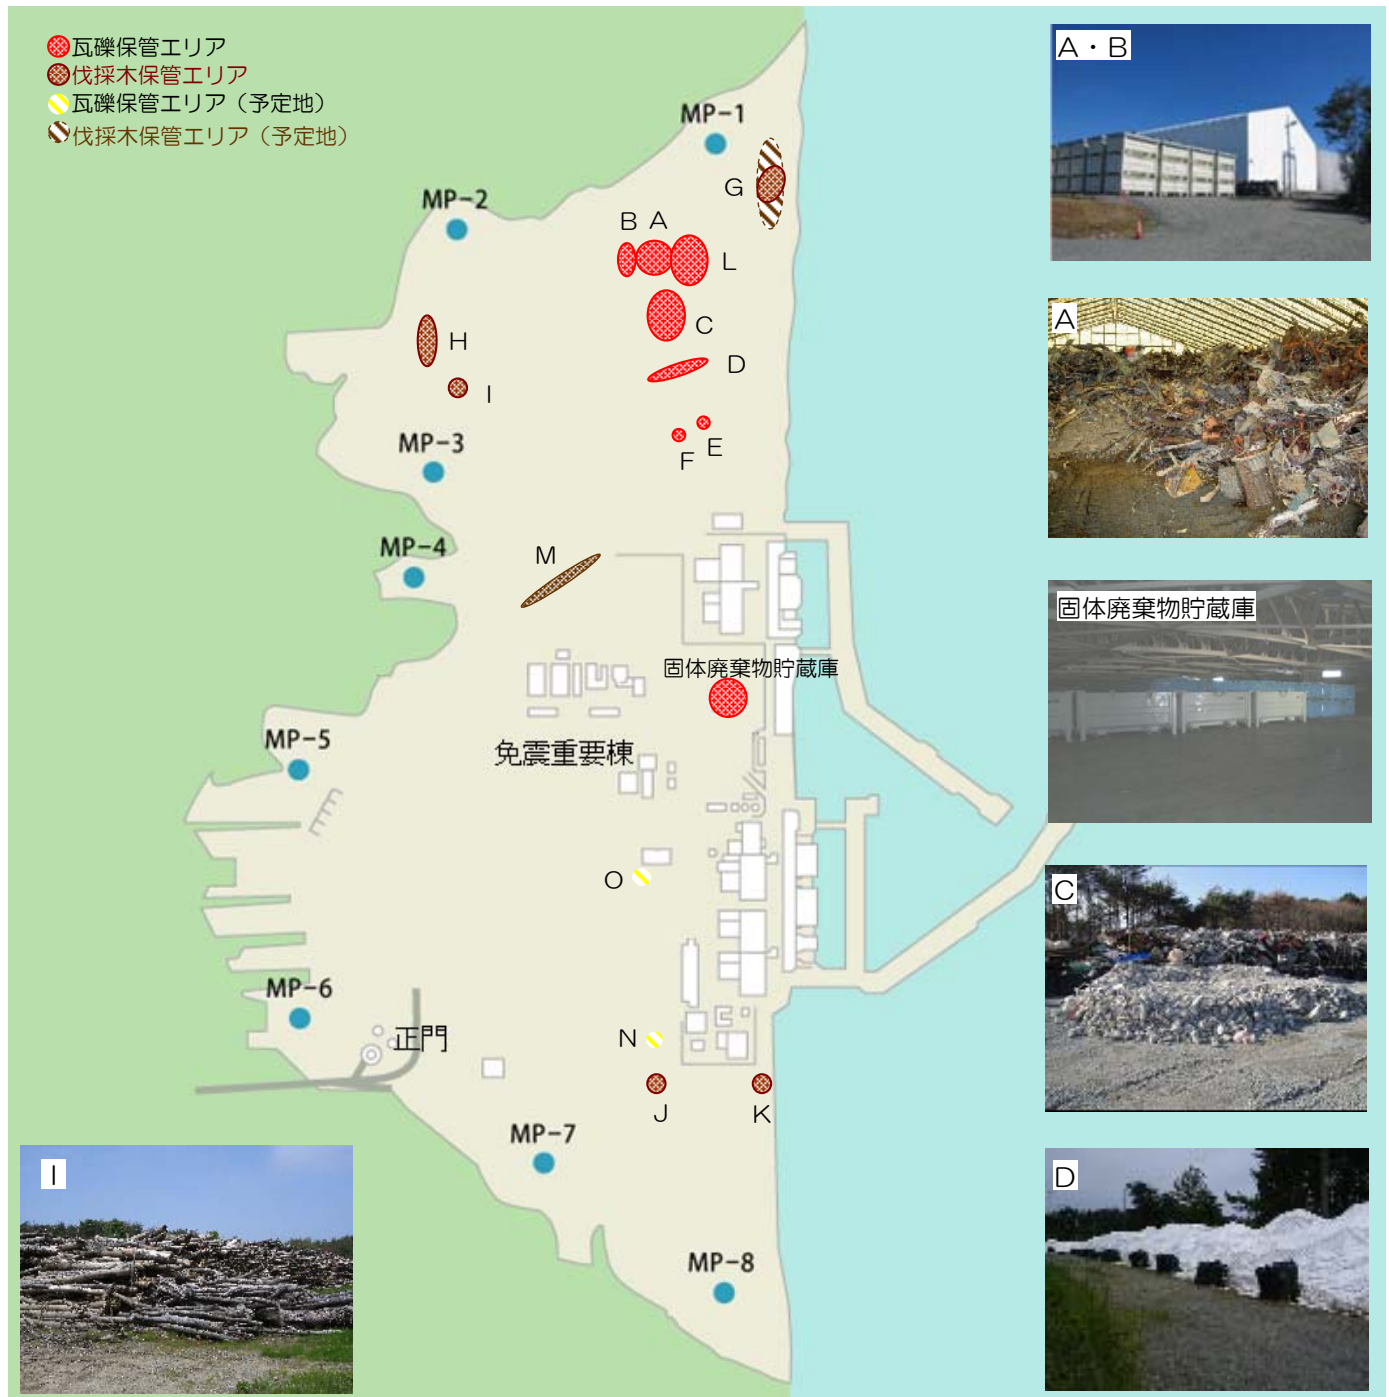 瓦礫保管エリア
伐採木保管エリア
瓦礫保管エリア（予定地）
伐採木保管エリア（予定地）
A・B
MP-1
G
MP-2
B
A
L
A
C
H
D
I
MP-3
E
F
MP-4
M
固体廃棄物貯蔵庫
固体廃棄物貯蔵庫
MP-5
免震重要棟
O
C
MP-6
正門
N
J
K
MP-7
I
D
MP-8